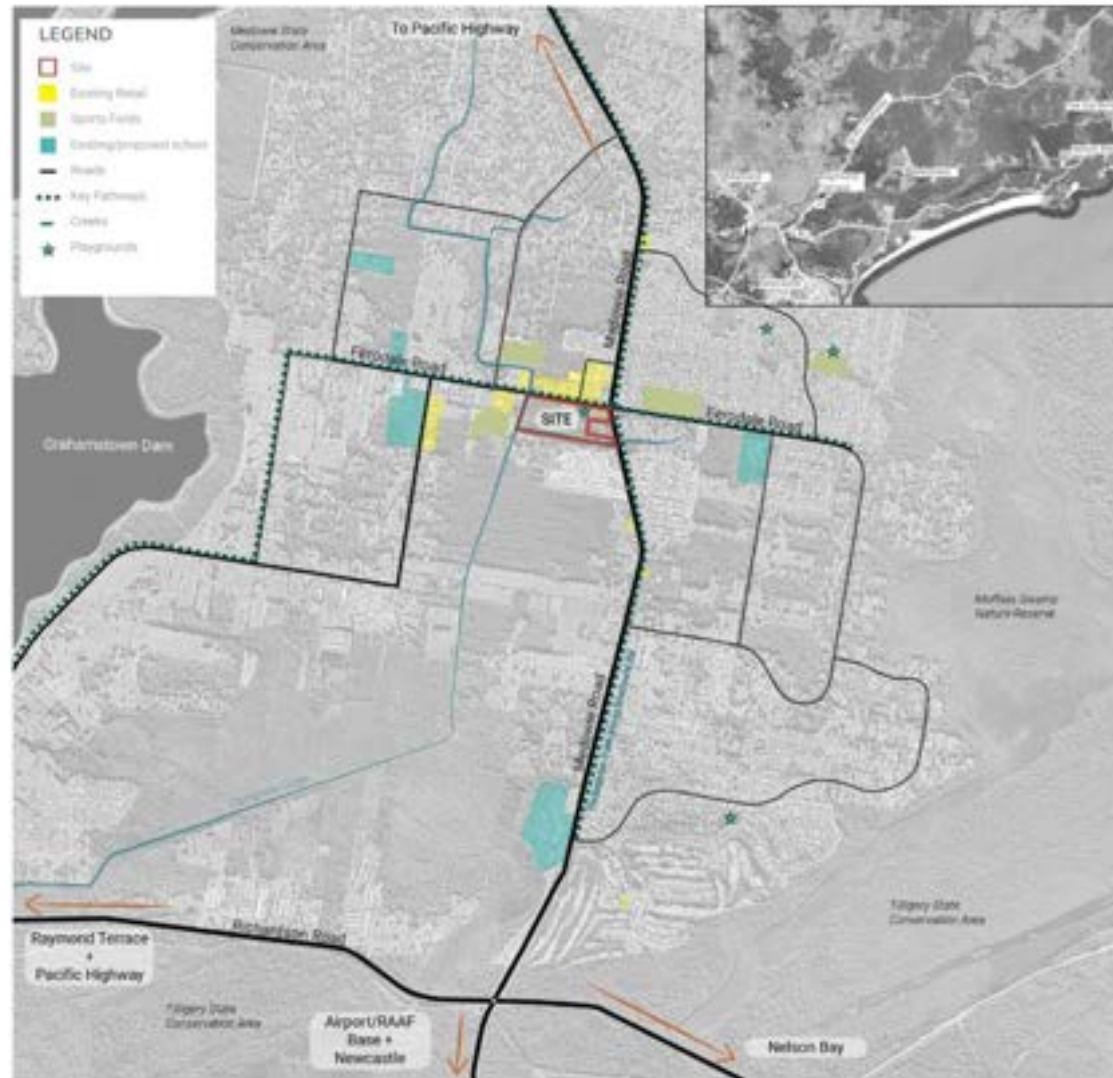 LEGEND
Site
Existing Retail
Sports Fields
Existing/proposed school
Roads
Key Pathways
Creeks
Playgrounds
Medowie State
Conservation Area
To Pacific Highway
Medowie Road
Ferodale Road
SITE
Ferodale Road
Grahamstown Dam
Moffats Swamp
Nature Reserve
Medowie Road
Tilligerry State
Conservation Area
Richardson Road
Raymond Terrace
+
Pacific Highway
Tilligerry State
Conservation Area
Airport/RAAF
Base +
Newcastle
Nelson Bay